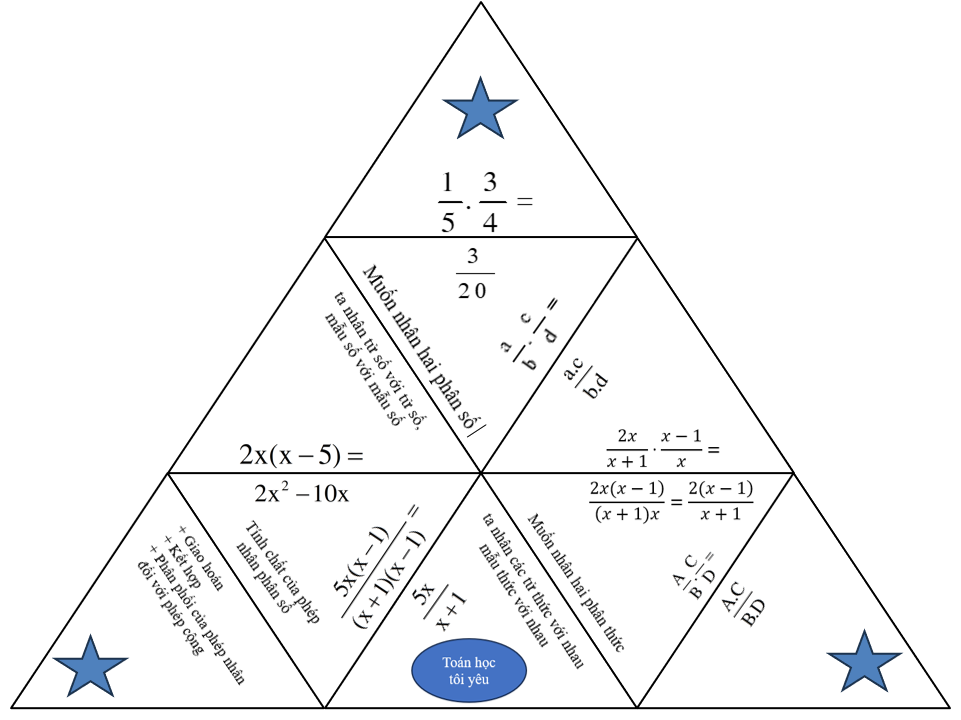 1/5 . 3/4 =
3/20
Muốn nhân hai phân số
ta nhân tử số với tử số,
mẫu số với mẫu số
a/b . c/d =
a.c/b.d
2x(x – 5) =
2x² – 10x
2x/(x + 1) · (x − 1)/x =
2x(x − 1)/(x + 1)x = 2(x − 1)/(x + 1)
+ Giao hoán
+ Kết hợp
+ Phân phối của phép nhân
đối với phép cộng
Tính chất của phép
nhân phân số
5x(x – 1)/(x + 1)(x – 1) =
5x/(x + 1)
Muốn nhân hai phân thức
ta nhân các tử thức với nhau
mẫu thức với nhau
A/B · C/D =
A.C/B.D
Toán học
tôi yêu